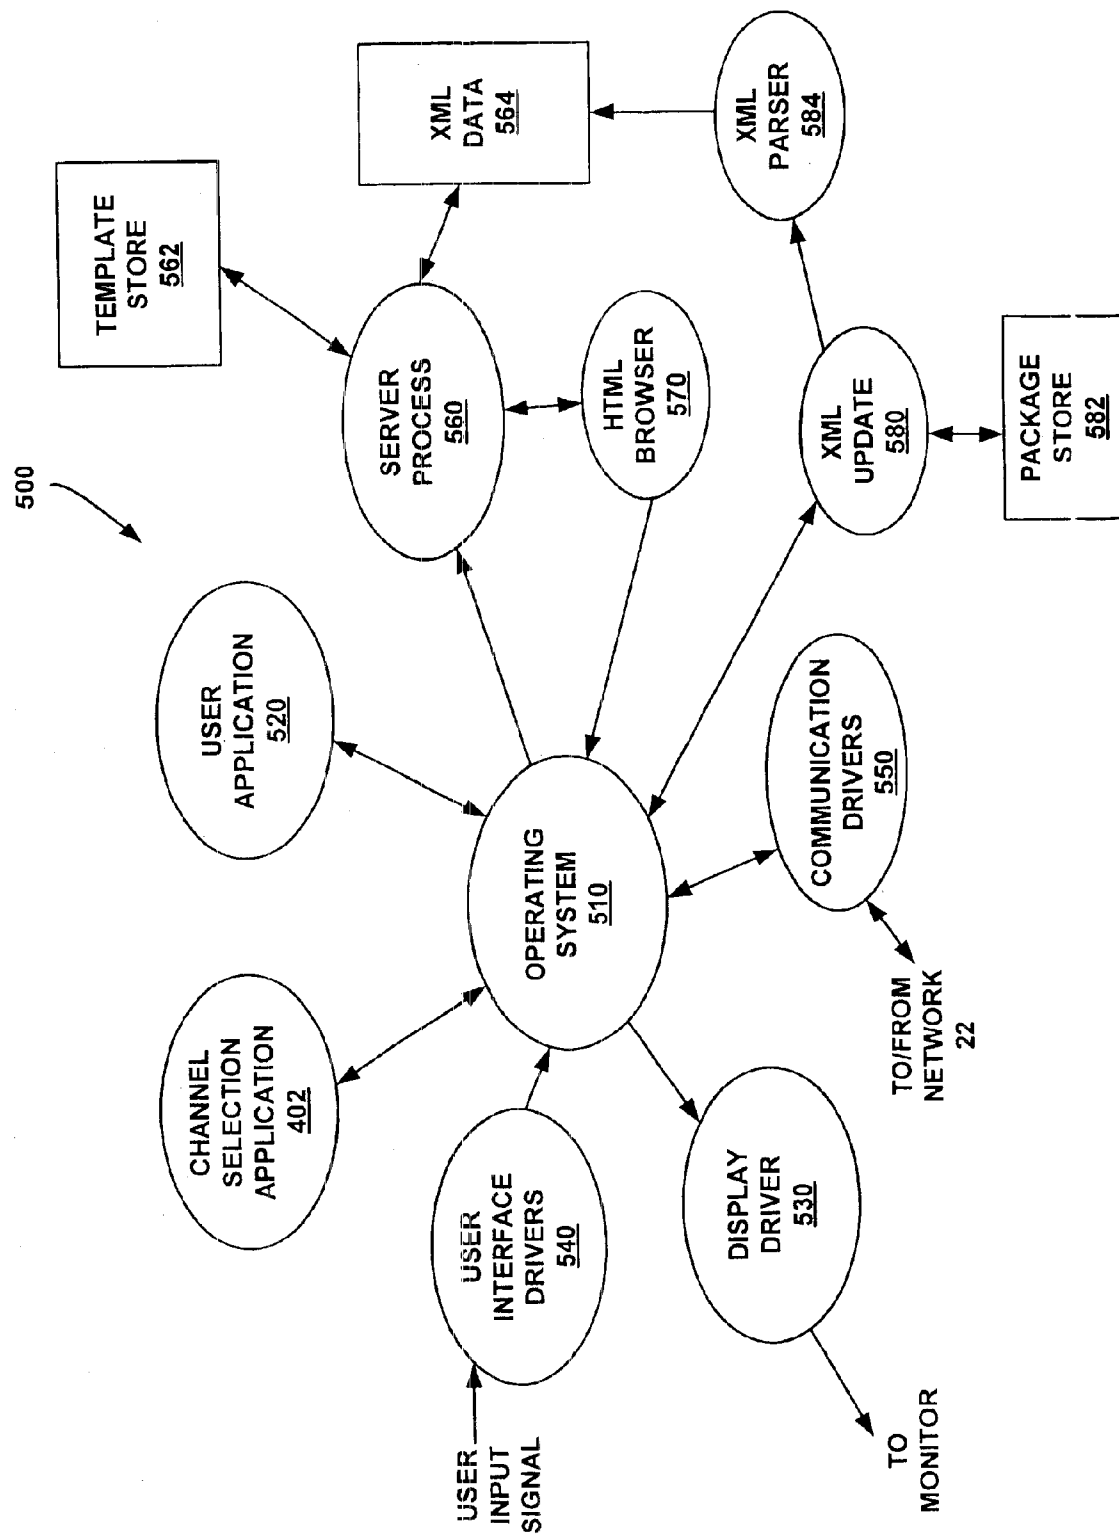 500
TEMPLATE
STORE
562
XML
DATA
564
XML
PARSER
584
SERVER
PROCESS
560
HTML
BROWSER
570
XML
UPDATE
580
PACKAGE
STORE
582
USER
APPLICATION
520
CHANNEL
SELECTION
APPLICATION
402
OPERATING
SYSTEM
510
COMMUNICATION
DRIVERS
550
TO/FROM
NETWORK
22
USER
INTERFACE
DRIVERS
540
DISPLAY
DRIVER
530
USER
INPUT
SIGNAL
TO
MONITOR